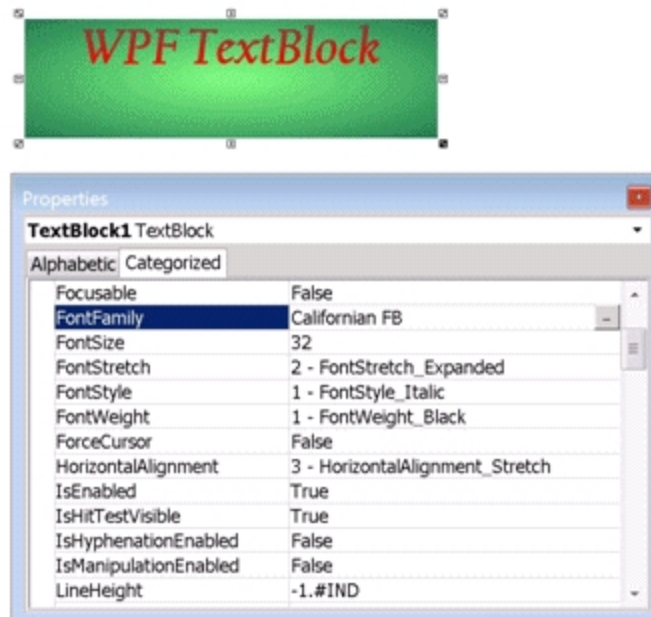 WPF TextBlock
Properties
TextBlock1 TextBlock
Alphabetic Categorized
Focusable False
FontFamily Californian FB
FontSize 32
FontStretch 2 - FontStretch_Expanded
FontStyle 1 - FontStyle_Italic
FontWeight 1 - FontWeight_Black
ForceCursor False
HorizontalAlignment 3 - HorizontalAlignment_Stretch
IsEnabled True
IsHitTestVisible True
IsHyphenationEnabled False
IsManipulationEnabled False
LineHeight -1.#IND